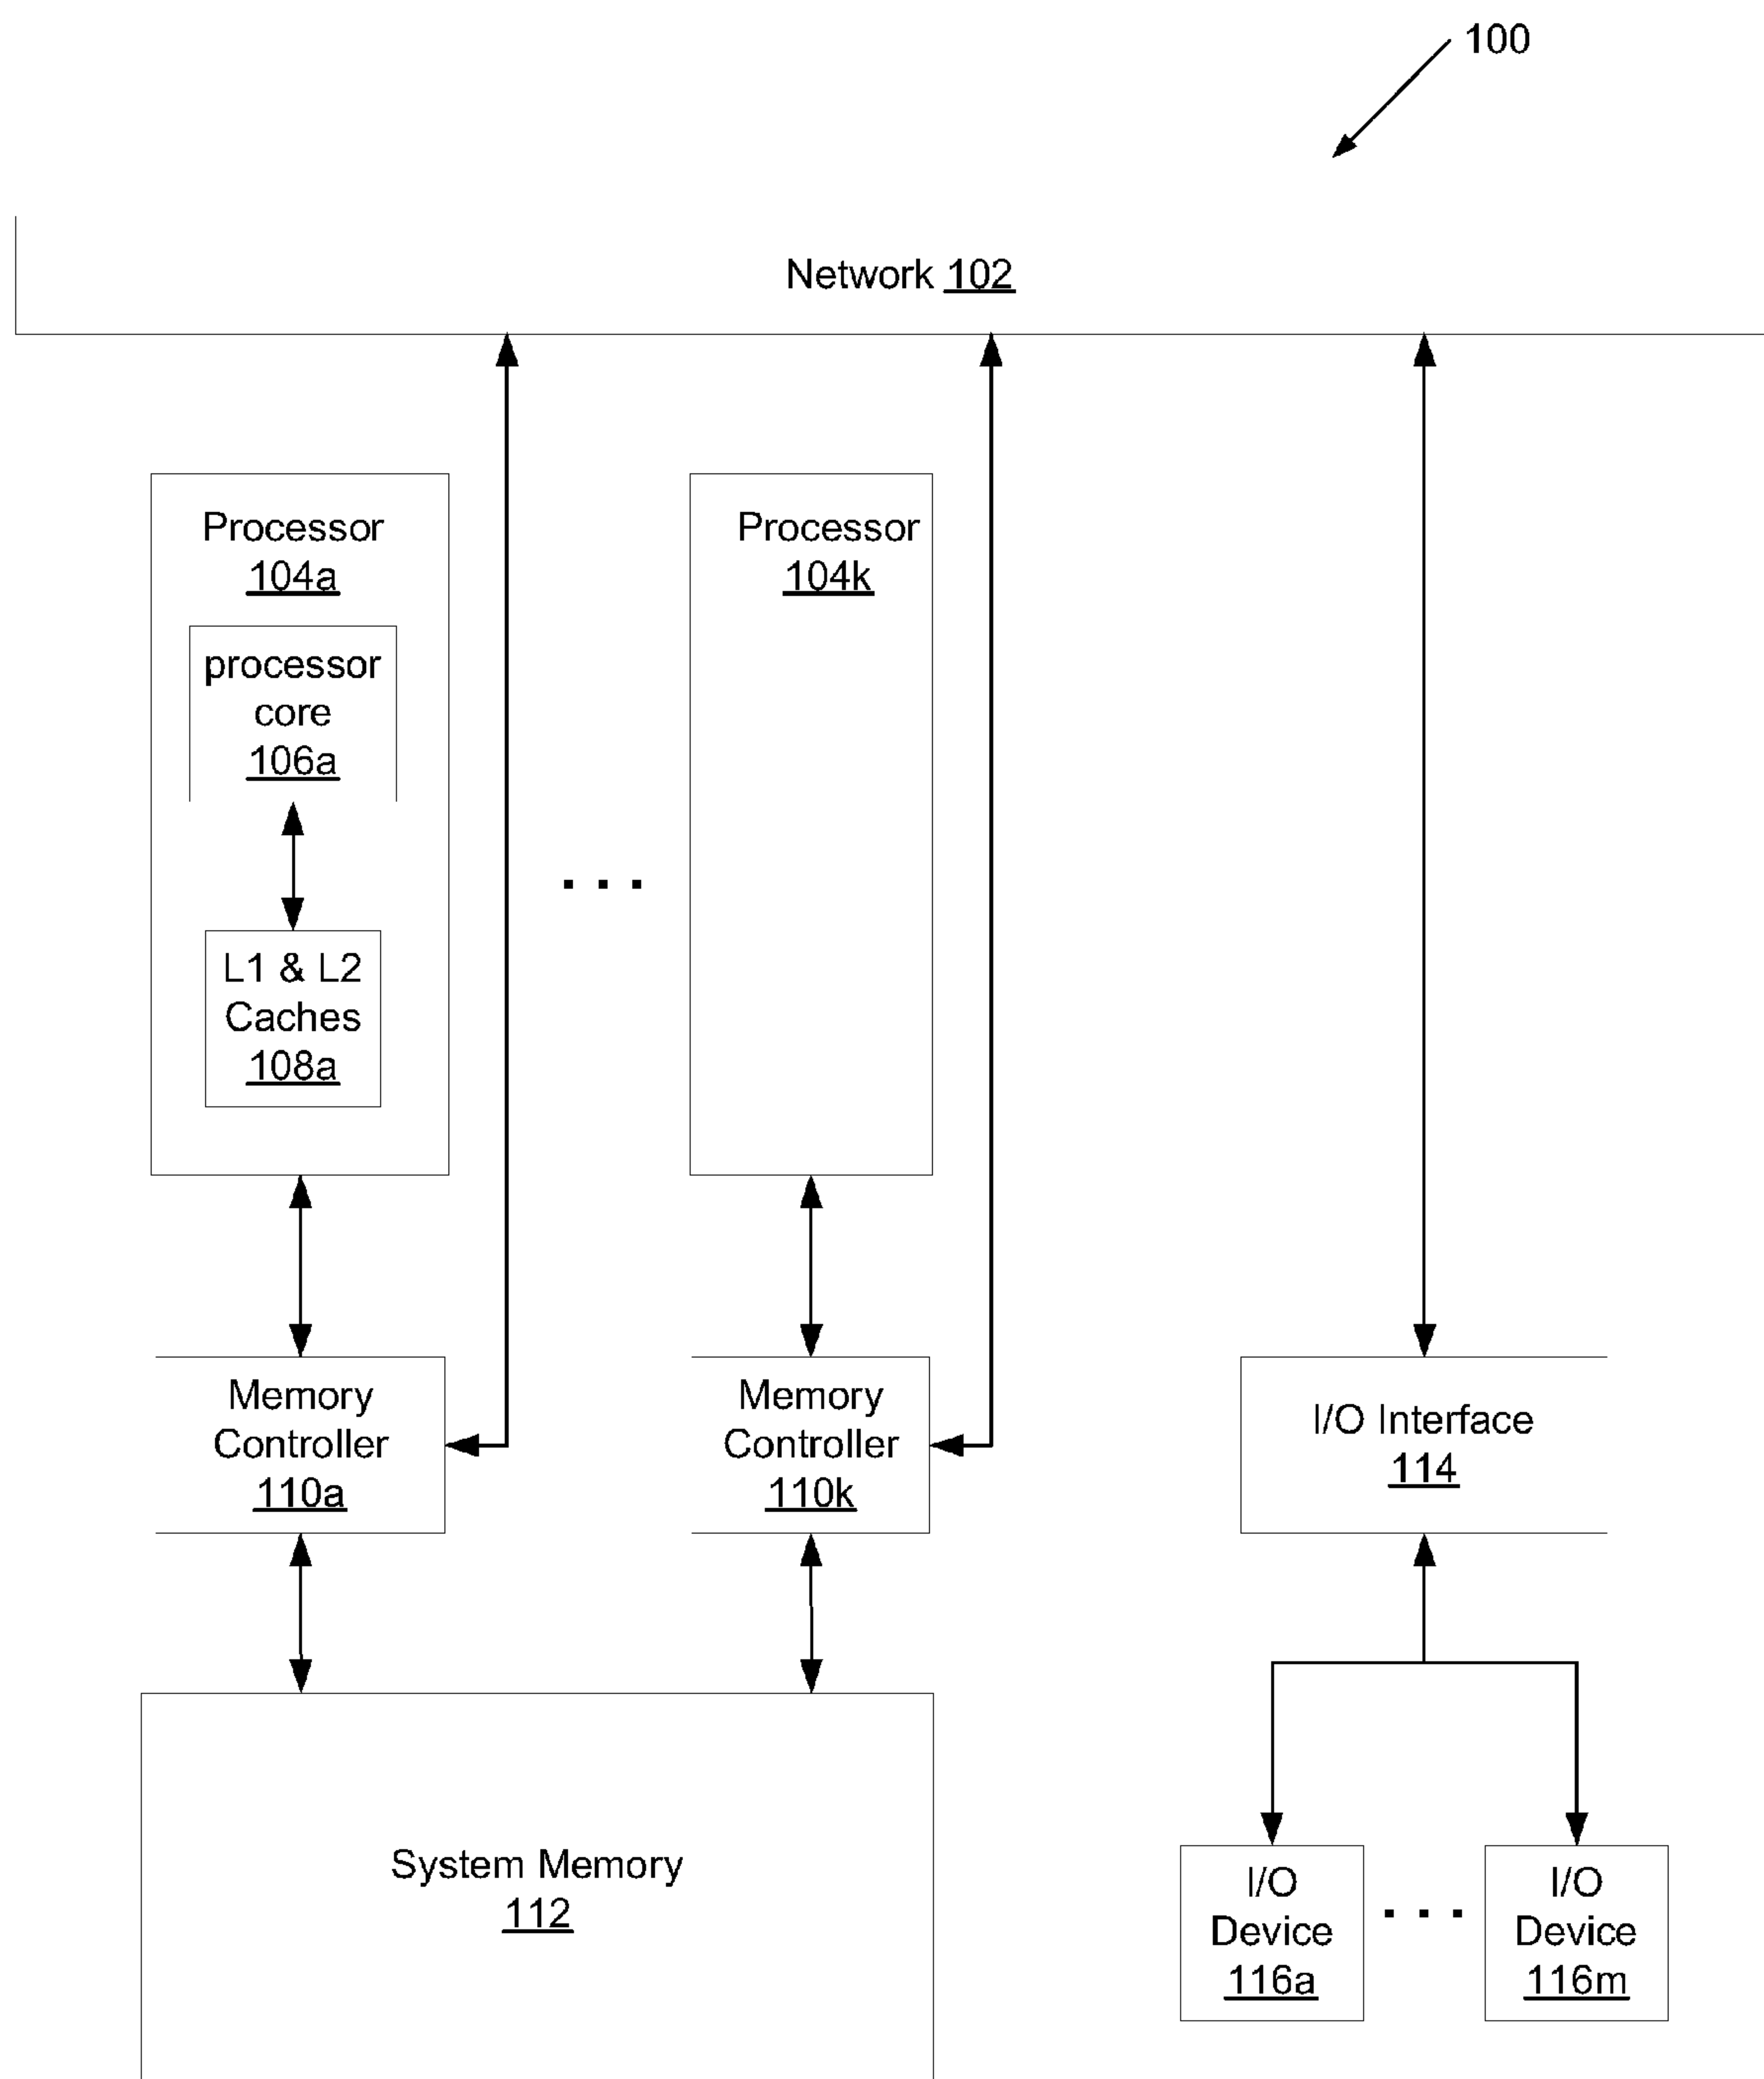 100
Network 102
Processor
104a
processor
core
106a
L1 & L2
Caches
108a
. . .
Processor
104k
Memory
Controller
110a
Memory
Controller
110k
I/O Interface
114
System Memory
112
I/O
Device
116a
. . .
I/O
Device
116m